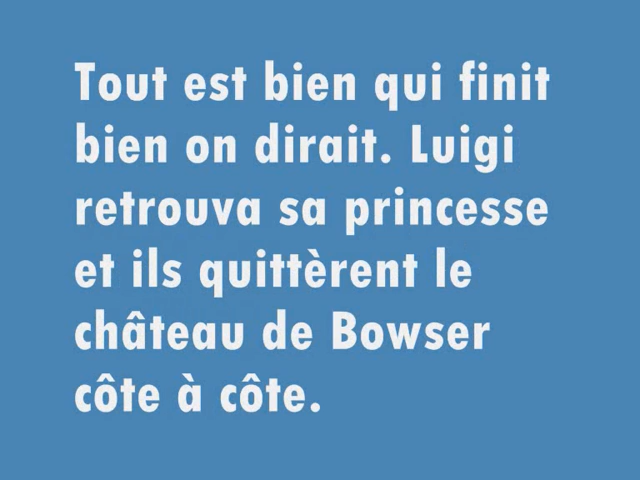 Tout est bien qui finit
bien on dirait. Luigi
retrouva sa princesse
et ils quittèrent le
château de Bowser
côte à côte.